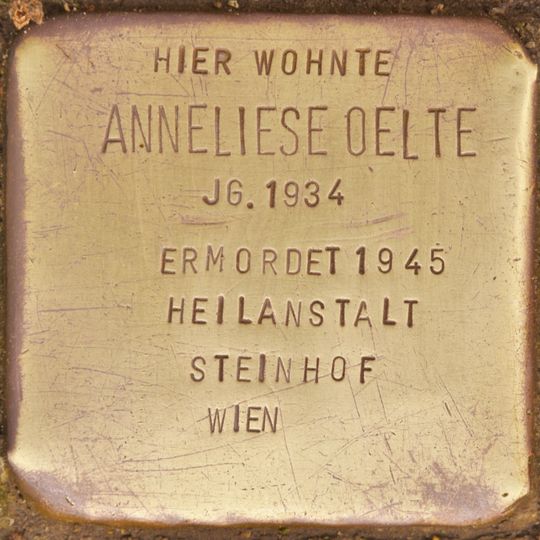 HIER WOHNTE
ANNELIESE OELTE
JG. 1934
ERMORDET 1945
HEILANSTALT
STEINHOF
WIEN